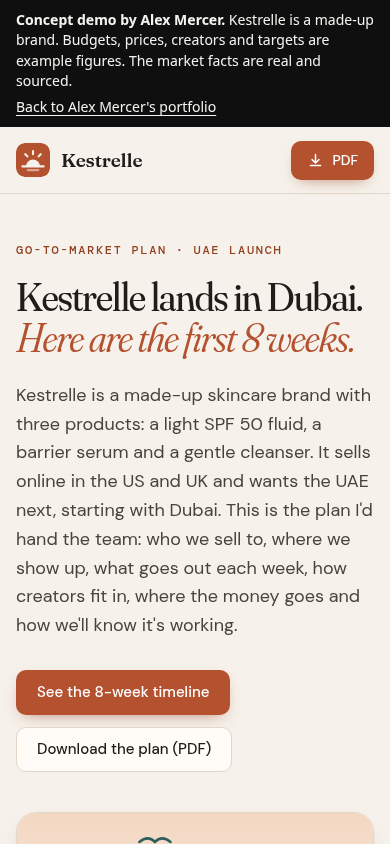 Concept demo by Alex Mercer. Kestrelle is a made-up
brand. Budgets, prices, creators and targets are
example figures. The market facts are real and
sourced.
Back to Alex Mercer's portfolio
Kestrelle
PDF
GO-TO-MARKET PLAN · UAE LAUNCH
Kestrelle lands in Dubai.
Here are the first 8 weeks.
Kestrelle is a made-up skincare brand with
three products: a light SPF 50 fluid, a
barrier serum and a gentle cleanser. It sells
online in the US and UK and wants the UAE
next, starting with Dubai. This is the plan I'd
hand the team: who we sell to, where we
show up, what goes out each week, how
creators fit in, where the money goes and
how we'll know it's working.
See the 8-week timeline
Download the plan (PDF)